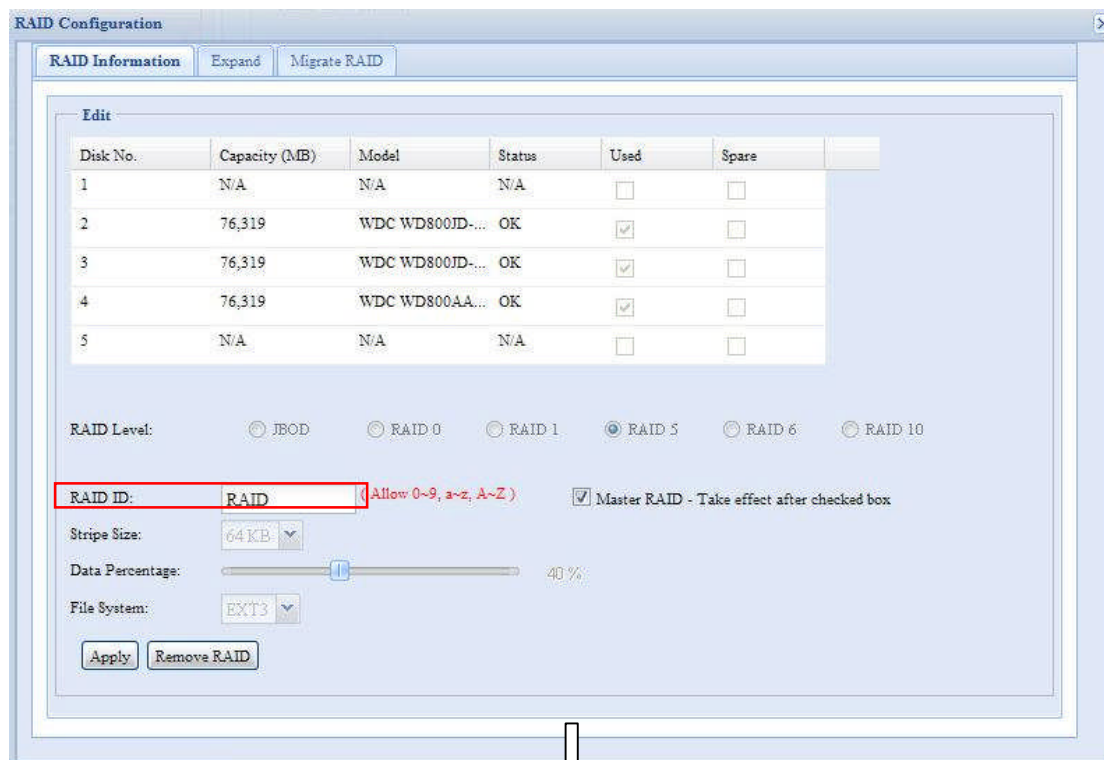 RAID Configuration
RAID Information Expand Migrate RAID
Edit
Disk No. Capacity (MB) Model Status Used Spare
1 N/A N/A N/A
2 76,319 WDC WD800JD-... OK
3 76,319 WDC WD800JD-... OK
4 76,319 WDC WD800AA... OK
5 N/A N/A N/A
RAID Level: JBOD RAID 0 RAID 1 RAID 5 RAID 6 RAID 10
RAID ID: RAID ( Allow 0~9, a~z, A~Z ) Master RAID - Take effect after checked box
Stripe Size: 64 KB
Data Percentage: 40 %
File System: EXT3
Apply Remove RAID